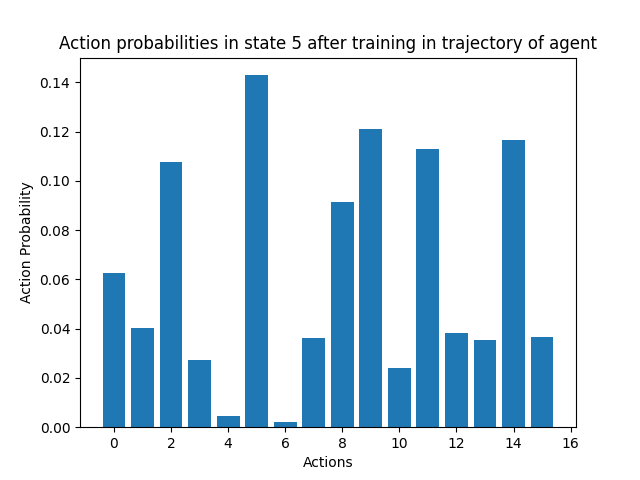 Action probabilities in state 5 after training in trajectory of agent
0.14
0.12
0.10
0.08
0.06
0.04
0.02
0.00
Action Probability
0 2 4 6 8 10 12 14 16
Actions